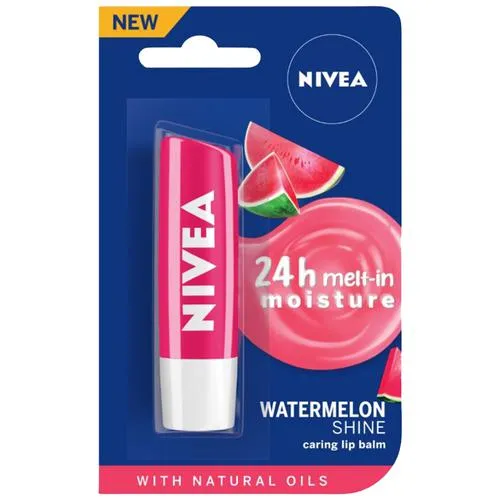 NEW
NIVEA
NIVEA
24h melt-in
moisture
WATERMELON
SHINE
caring lip balm
WITH NATURAL OILS